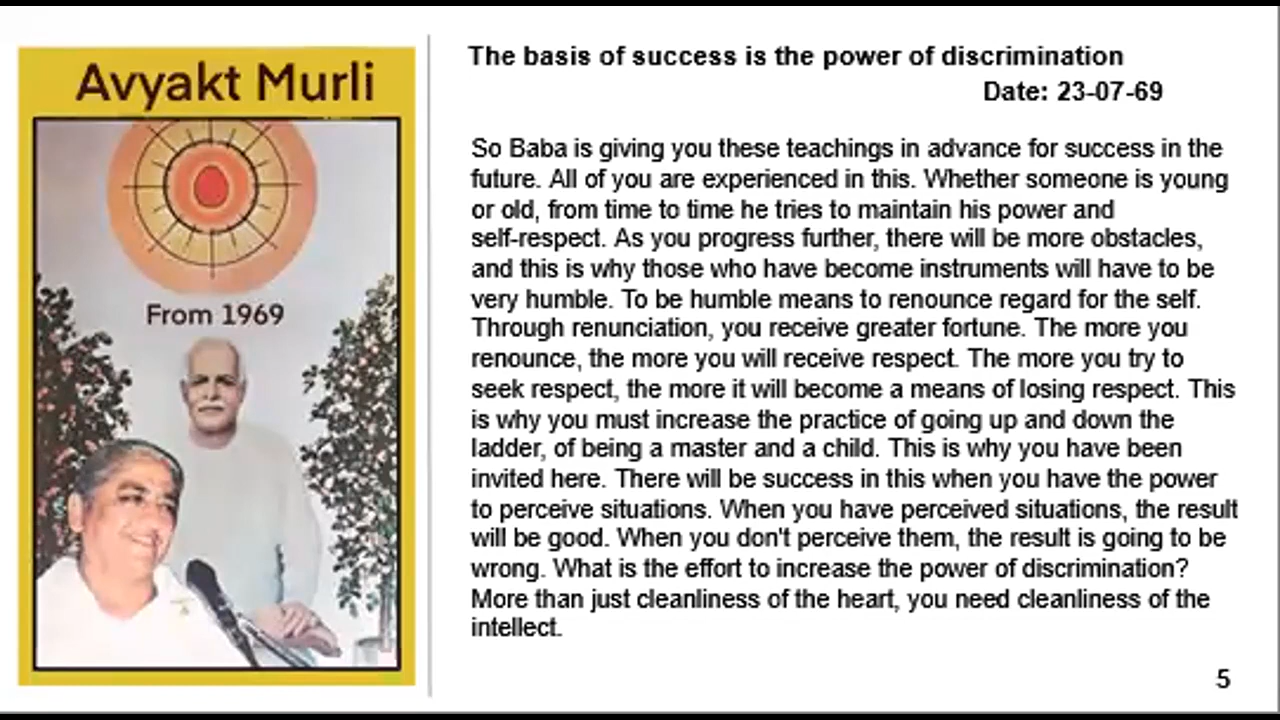 Avyakt Murli
From 1969
The basis of success is the power of discrimination
Date: 23-07-69
So Baba is giving you these teachings in advance for success in the
future. All of you are experienced in this. Whether someone is young
or old, from time to time he tries to maintain his power and
self-respect. As you progress further, there will be more obstacles,
and this is why those who have become instruments will have to be
very humble. To be humble means to renounce regard for the self.
Through renunciation, you receive greater fortune. The more you
renounce, the more you will receive respect. The more you try to
seek respect, the more it will become a means of losing respect. This
is why you must increase the practice of going up and down the
ladder, of being a master and a child. This is why you have been
invited here. There will be success in this when you have the power
to perceive situations. When you have perceived situations, the result
will be good. When you don't perceive them, the result is going to be
wrong. What is the effort to increase the power of discrimination?
More than just cleanliness of the heart, you need cleanliness of the
intellect.
5